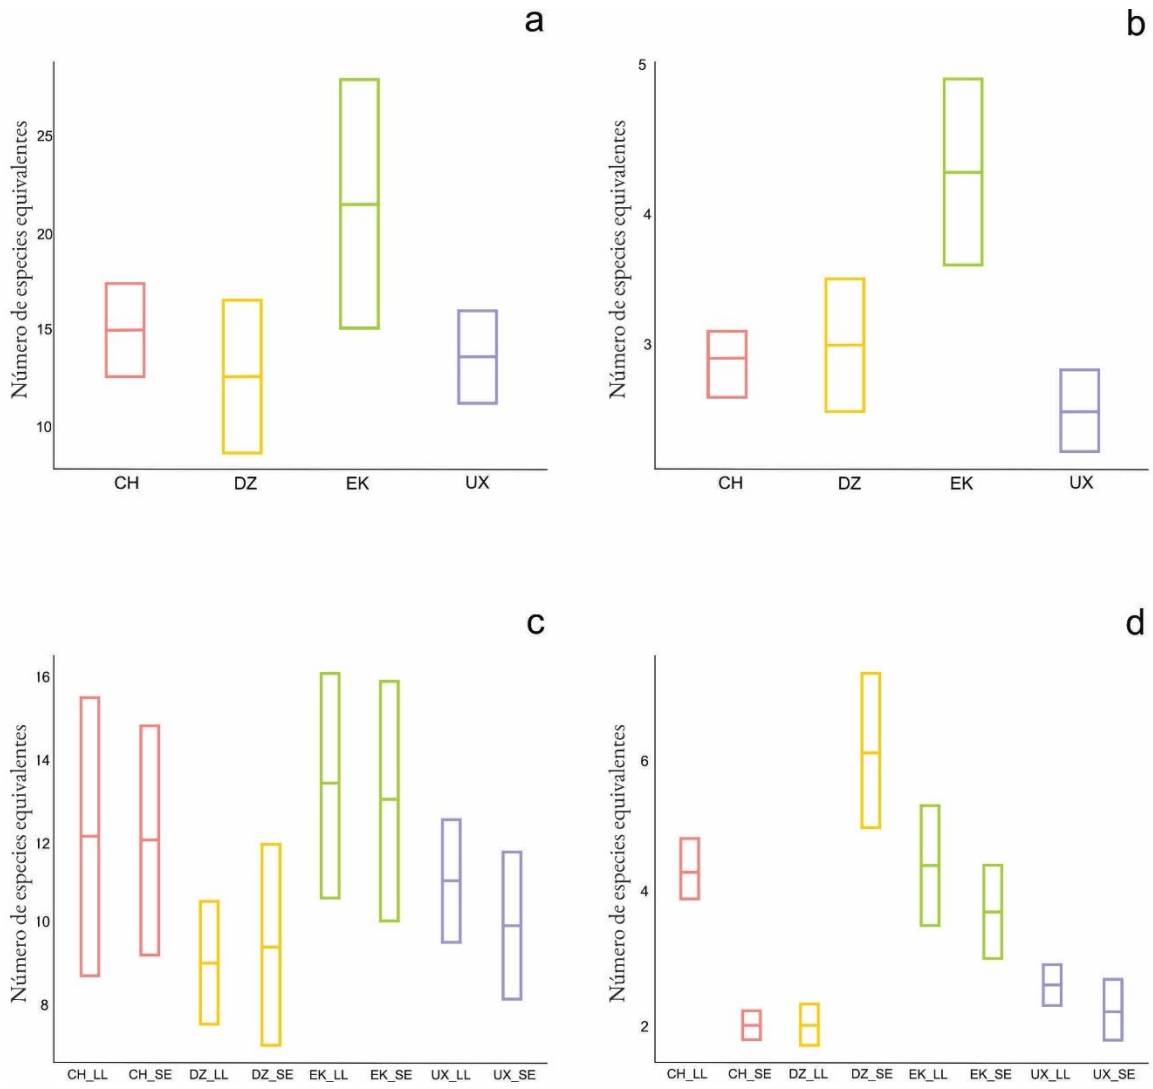 a
Número de especies equivalentes
25
20
15
10
CH DZ EK UX
b
Número de especies equivalentes
5
4
3
CH DZ EK UX
c
Número de especies equivalentes
16
14
12
10
8
CH_LL CH_SE DZ_LL DZ_SE EK_LL EK_SE UX_LL UX_SE
d
Número de especies equivalentes
6
4
2
CH_LL CH_SE DZ_LL DZ_SE EK_LL EK_SE UX_LL UX_SE